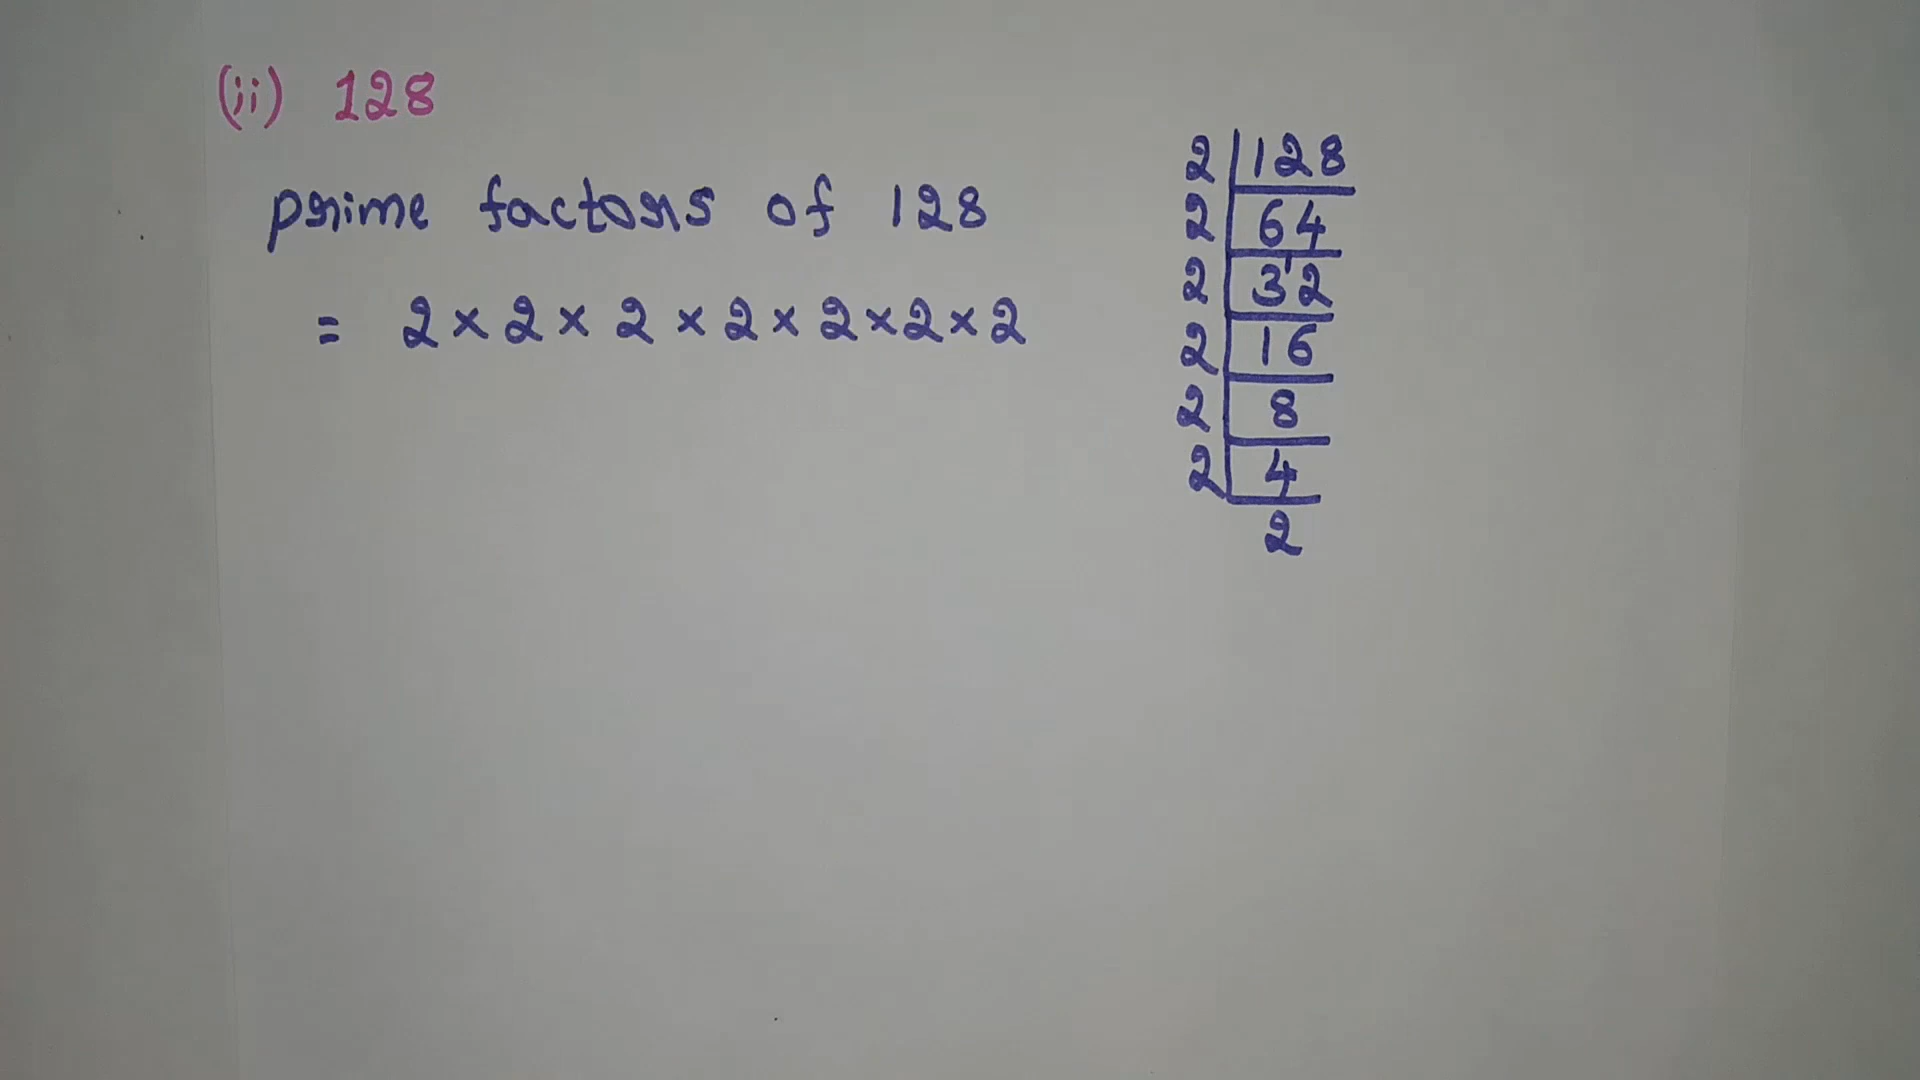 (ii) 128
prime factors of 128
= 2 × 2 × 2 × 2 × 2 × 2 × 2
2 | 128
2 | 64
2 | 32
2 | 16
2 | 8
2 | 4
2